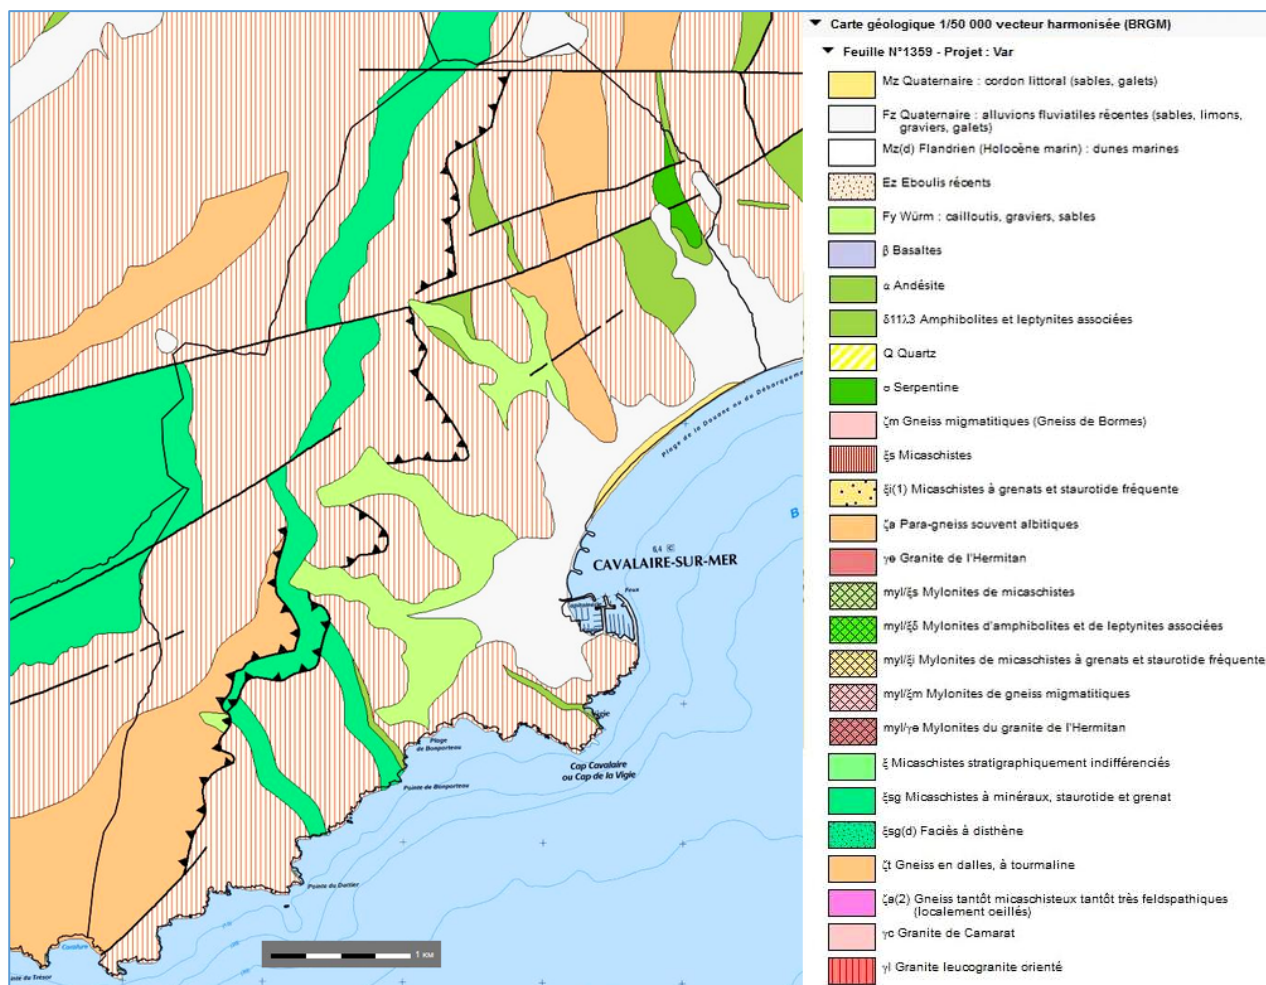 Plage de la Douane ou du Débarqueme
B
6,4
CAVALAIRE-SUR-MER
Feux
Vigie
Plage
de Bonporteau
Cap Cavalaire
ou Cap de la Vigie
Pointe de Bonporteau
Pointe du Dattier
inte du Trésor
1 KM
Carte géologique 1/50 000 vecteur harmonisée (BRGM)
Feuille N°1359 - Projet : Var
Mz Quaternaire : cordon littoral (sables, galets)
Fz Quaternaire : alluvions fluviatiles récentes (sables, limons,
graviers, galets)
Mz(d) Flandrien (Holocène marin) : dunes marines
Ez Eboulis récents
Fy Würm : cailloutis, graviers, sables
β Basaltes
α Andésite
δ11λ3 Amphibolites et leptynites associées
Q Quartz
σ Serpentine
ζm Gneiss migmatitiques (Gneiss de Bormes)
ξs Micaschistes
ξi(1) Micaschistes à grenats et staurotide fréquente
ζa Para-gneiss souvent albitiques
γe Granite de l'Hermitan
myl/ξs Mylonites de micaschistes
myl/ξδ Mylonites d'amphibolites et de leptynites associées
myl/ξi Mylonites de micaschistes à grenats et staurotide fréquente
myl/ξm Mylonites de gneiss migmatitiques
myl/γe Mylonites du granite de l'Hermitan
ξ Micaschistes stratigraphiquement indifférenciés
ξsg Micaschistes à minéraux, staurotide et grenat
ξsg(d) Faciès à disthène
ζt Gneiss en dalles, à tourmaline
ζa(2) Gneiss tantôt micaschisteux tantôt très feldspathiques
(localement oeillés)
γc Granite de Camarat
γl Granite leucogranite orienté